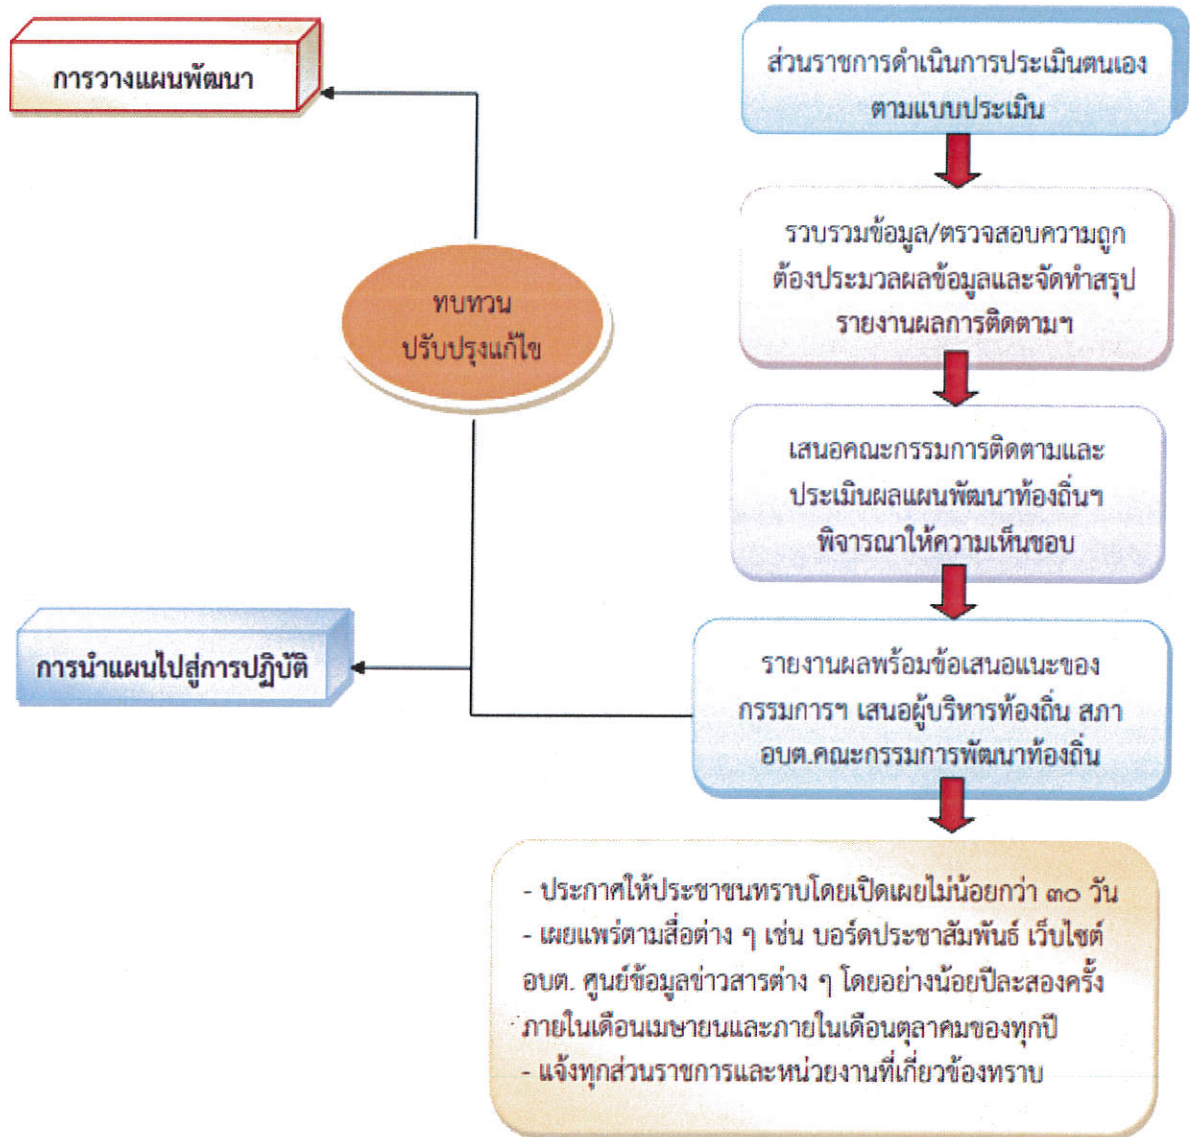 การวางแผนพัฒนา
ส่วนราชการดำเนินการประเมินตนเอง
ตามแบบประเมิน
รวบรวมข้อมูล/ตรวจสอบความถูก
ต้องประมวลผลข้อมูลและจัดทำสรุป
รายงานผลการติดตามฯ
ทบทวน
ปรับปรุงแก้ไข
เสนอคณะกรรมการติดตามและ
ประเมินผลแผนพัฒนาท้องถิ่นฯ
พิจารณาให้ความเห็นชอบ
การนำแผนไปสู่การปฏิบัติ
รายงานผลพร้อมข้อเสนอแนะของ
กรรมการฯ เสนอผู้บริหารท้องถิ่น สภา
อบต.คณะกรรมการพัฒนาท้องถิ่น
- ประกาศให้ประชาชนทราบโดยเปิดเผยไม่น้อยกว่า ๓๐ วัน
- เผยแพร่ตามสื่อต่าง ๆ เช่น บอร์ดประชาสัมพันธ์ เว็บไซต์
อบต. ศูนย์ข้อมูลข่าวสารต่าง ๆ โดยอย่างน้อยปีละสองครั้ง
ภายในเดือนเมษายนและภายในเดือนตุลาคมของทุกปี
- แจ้งทุกส่วนราชการและหน่วยงานที่เกี่ยวข้องทราบ